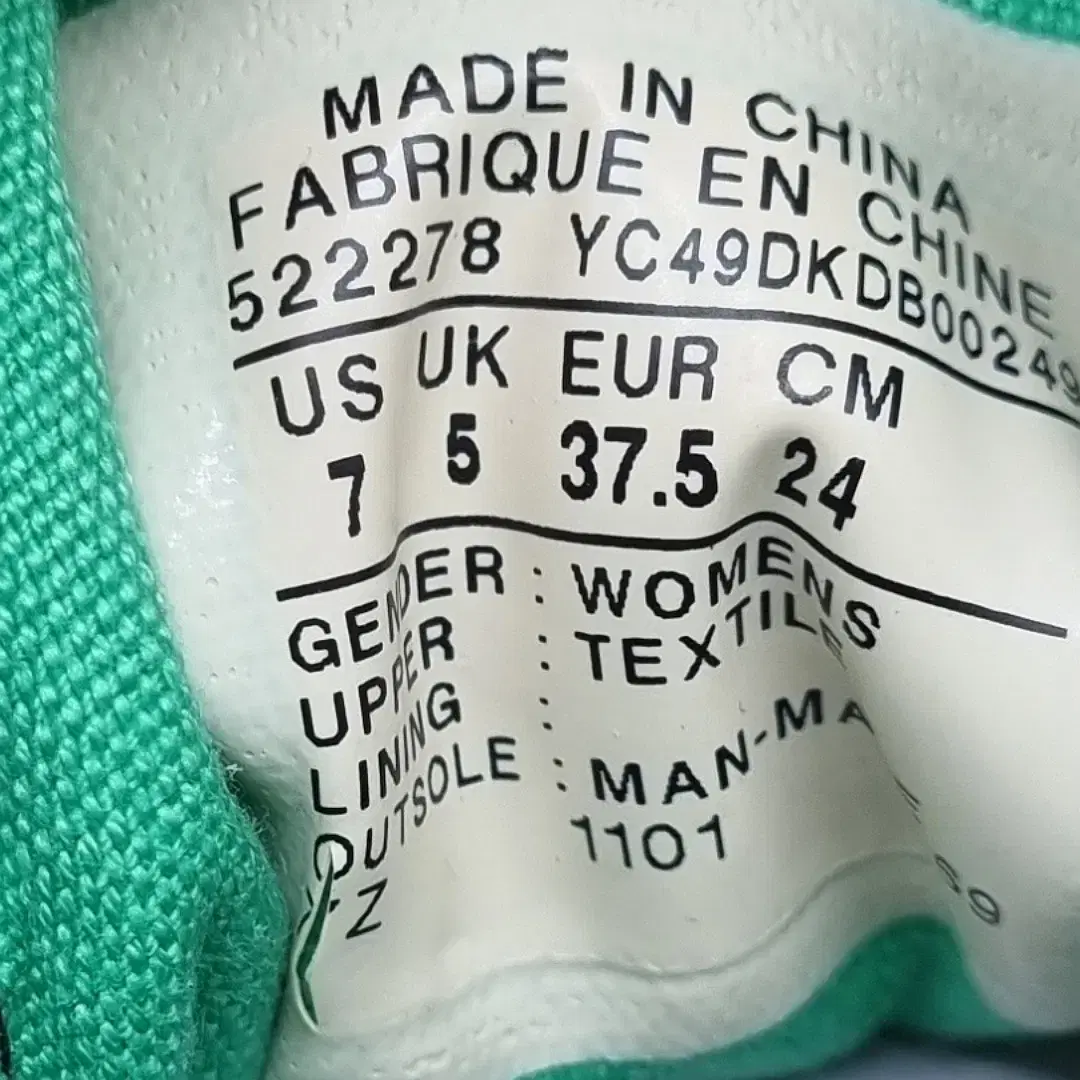 MADE IN CHINA
FABRIQUE EN CHINE
522278 YC49DKDB00249
US UK EUR CM
7 5 37.5 24
GENDER : WOMENS
UPPER : TEXTILE
LINING :
OUTSOLE : MAN-MA
Z 1101